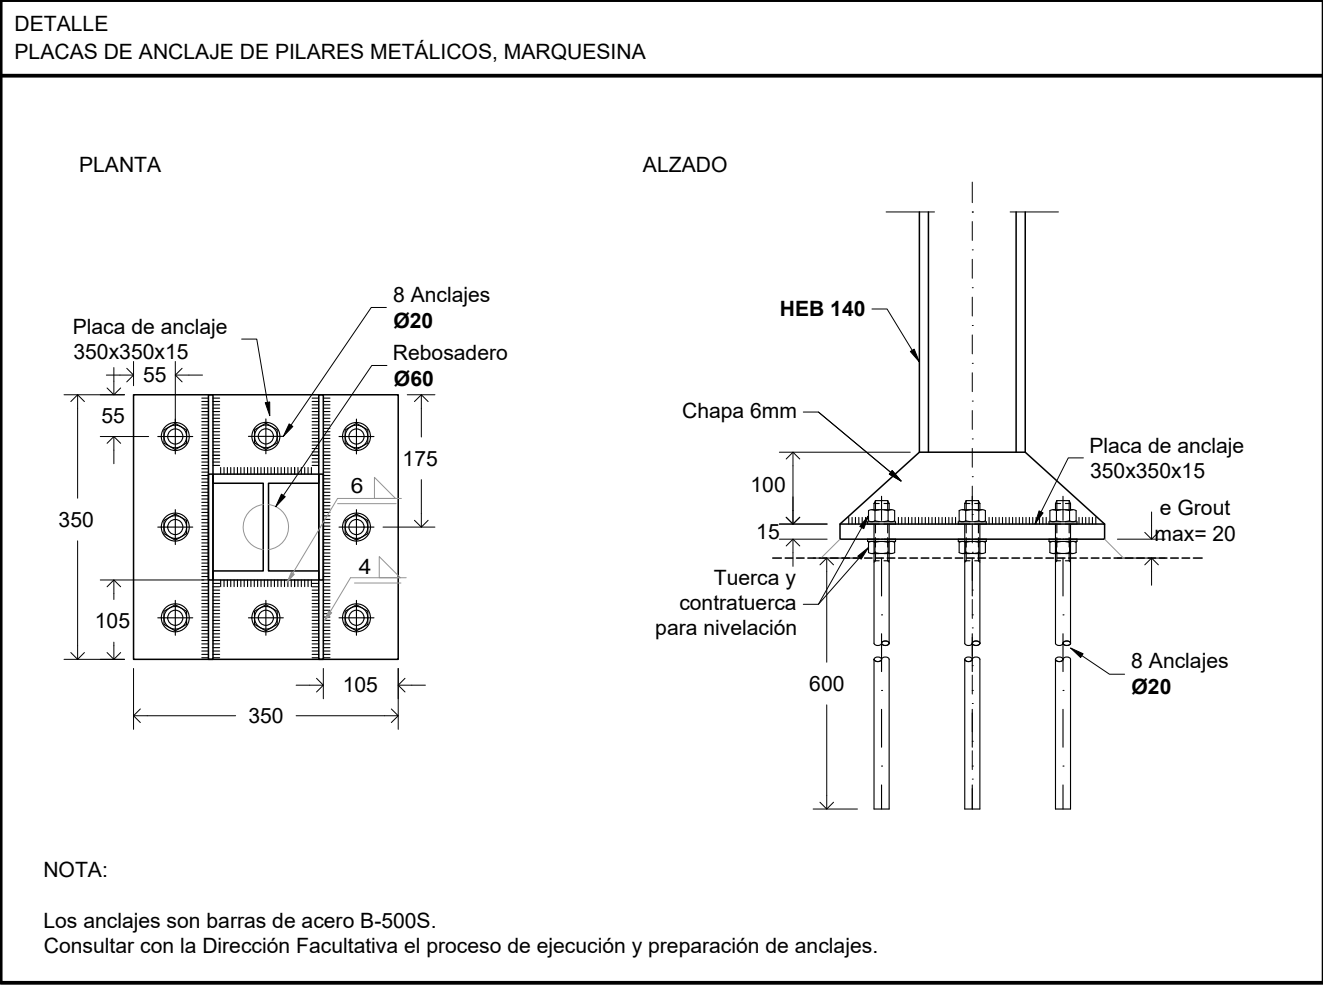 DETALLE
PLACAS DE ANCLAJE DE PILARES METÁLICOS, MARQUESINA
PLANTA
8 Anclajes
Ø20
Placa de anclaje
350x350x15
Rebosadero
Ø60
55
55
175
6
350
4
105
105
350
ALZADO
HEB 140
Chapa 6mm
Placa de anclaje
350x350x15
100
e Grout
max= 20
15
Tuerca y
contratuerca
para nivelación
8 Anclajes
Ø20
600
NOTA:
Los anclajes son barras de acero B-500S.
Consultar con la Dirección Facultativa el proceso de ejecución y preparación de anclajes.